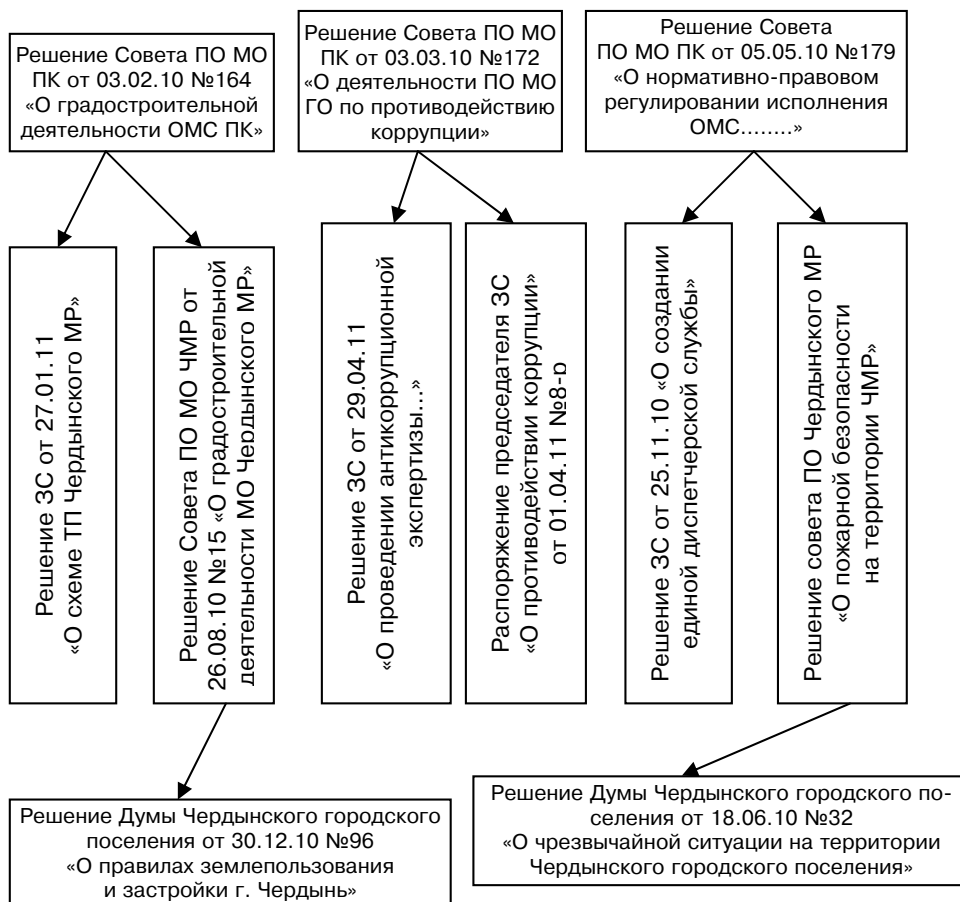 Решение Совета ПО МО
ПК от 03.02.10 №164
«О градостроительной
деятельности ОМС ПК»
Решение Совета ПО МО
ПК от 03.03.10 №172
«О деятельности ПО МО
ГО по противодействию
коррупции»
Решение Совета
ПО МО ПК от 05.05.10 №179
«О нормативно-правовом
регулировании исполнения
ОМС........»
Решение ЗС от 27.01.11
«О схеме ТП Чердынского МР»
Решение Совета ПО МО ЧМР от
26.08.10 №15 «О градостроительной
деятельности МО Чердынского МР»
Решение ЗС от 29.04.11
«О проведении антикоррупционной
экспертизы...»
Распоряжение председателя ЗС
«О противодействии коррупции»
от 01.04.11 №8-р
Решение ЗС от 25.11.10 «О создании
единой диспетчерской службы»
Решение совета ПО Чердынского МР
«О пожарной безопасности
на территории ЧМР»
Решение Думы Чердынского городского
поселения от 30.12.10 №96
«О правилах землепользования
и застройки г. Чердынь»
Решение Думы Чердынского городского по-
селения от 18.06.10 №32
«О чрезвычайной ситуации на территории
Чердынского городского поселения»